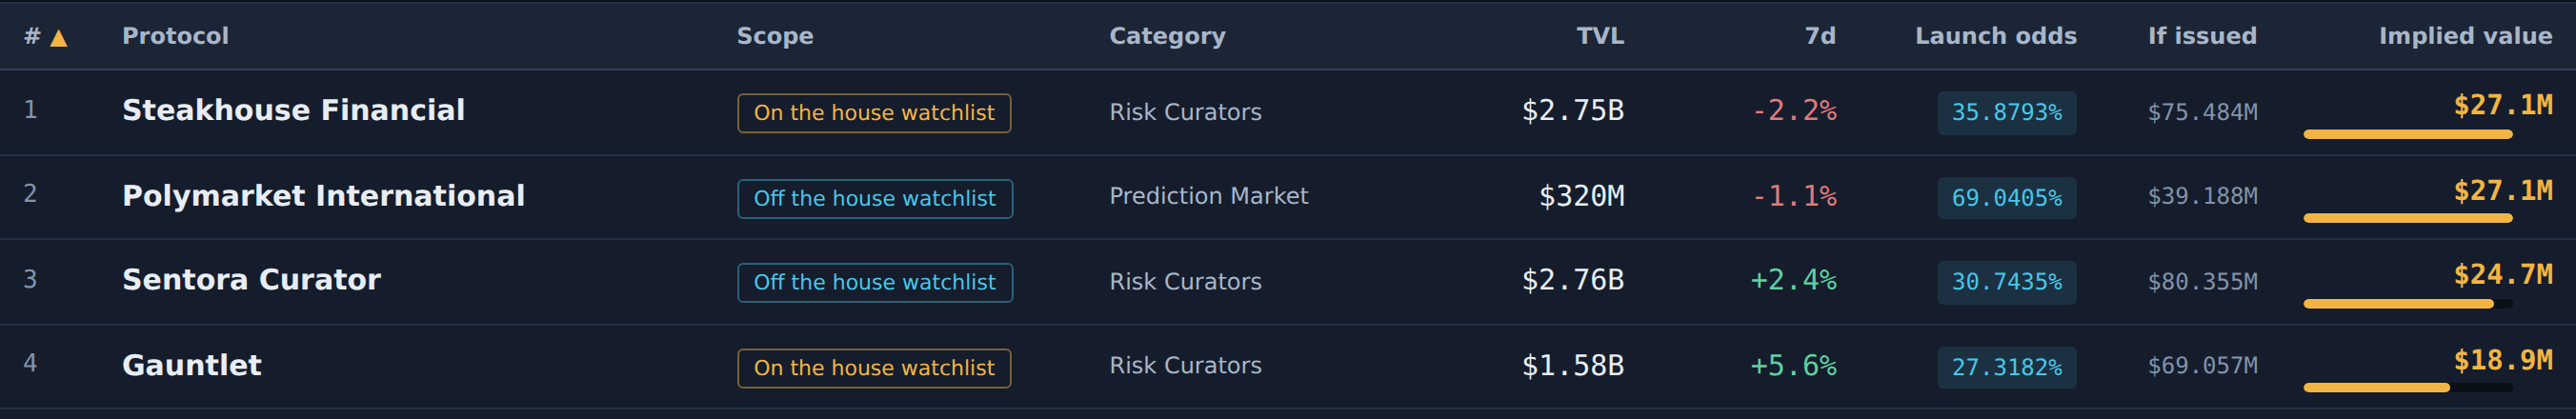 # ▲ Protocol Scope Category TVL 7d Launch odds If issued Implied value
1 Steakhouse Financial On the house watchlist Risk Curators $2.75B -2.2% 35.8793% $75.484M $27.1M
2 Polymarket International Off the house watchlist Prediction Market $320M -1.1% 69.0405% $39.188M $27.1M
3 Sentora Curator Off the house watchlist Risk Curators $2.76B +2.4% 30.7435% $80.355M $24.7M
4 Gauntlet On the house watchlist Risk Curators $1.58B +5.6% 27.3182% $69.057M $18.9M